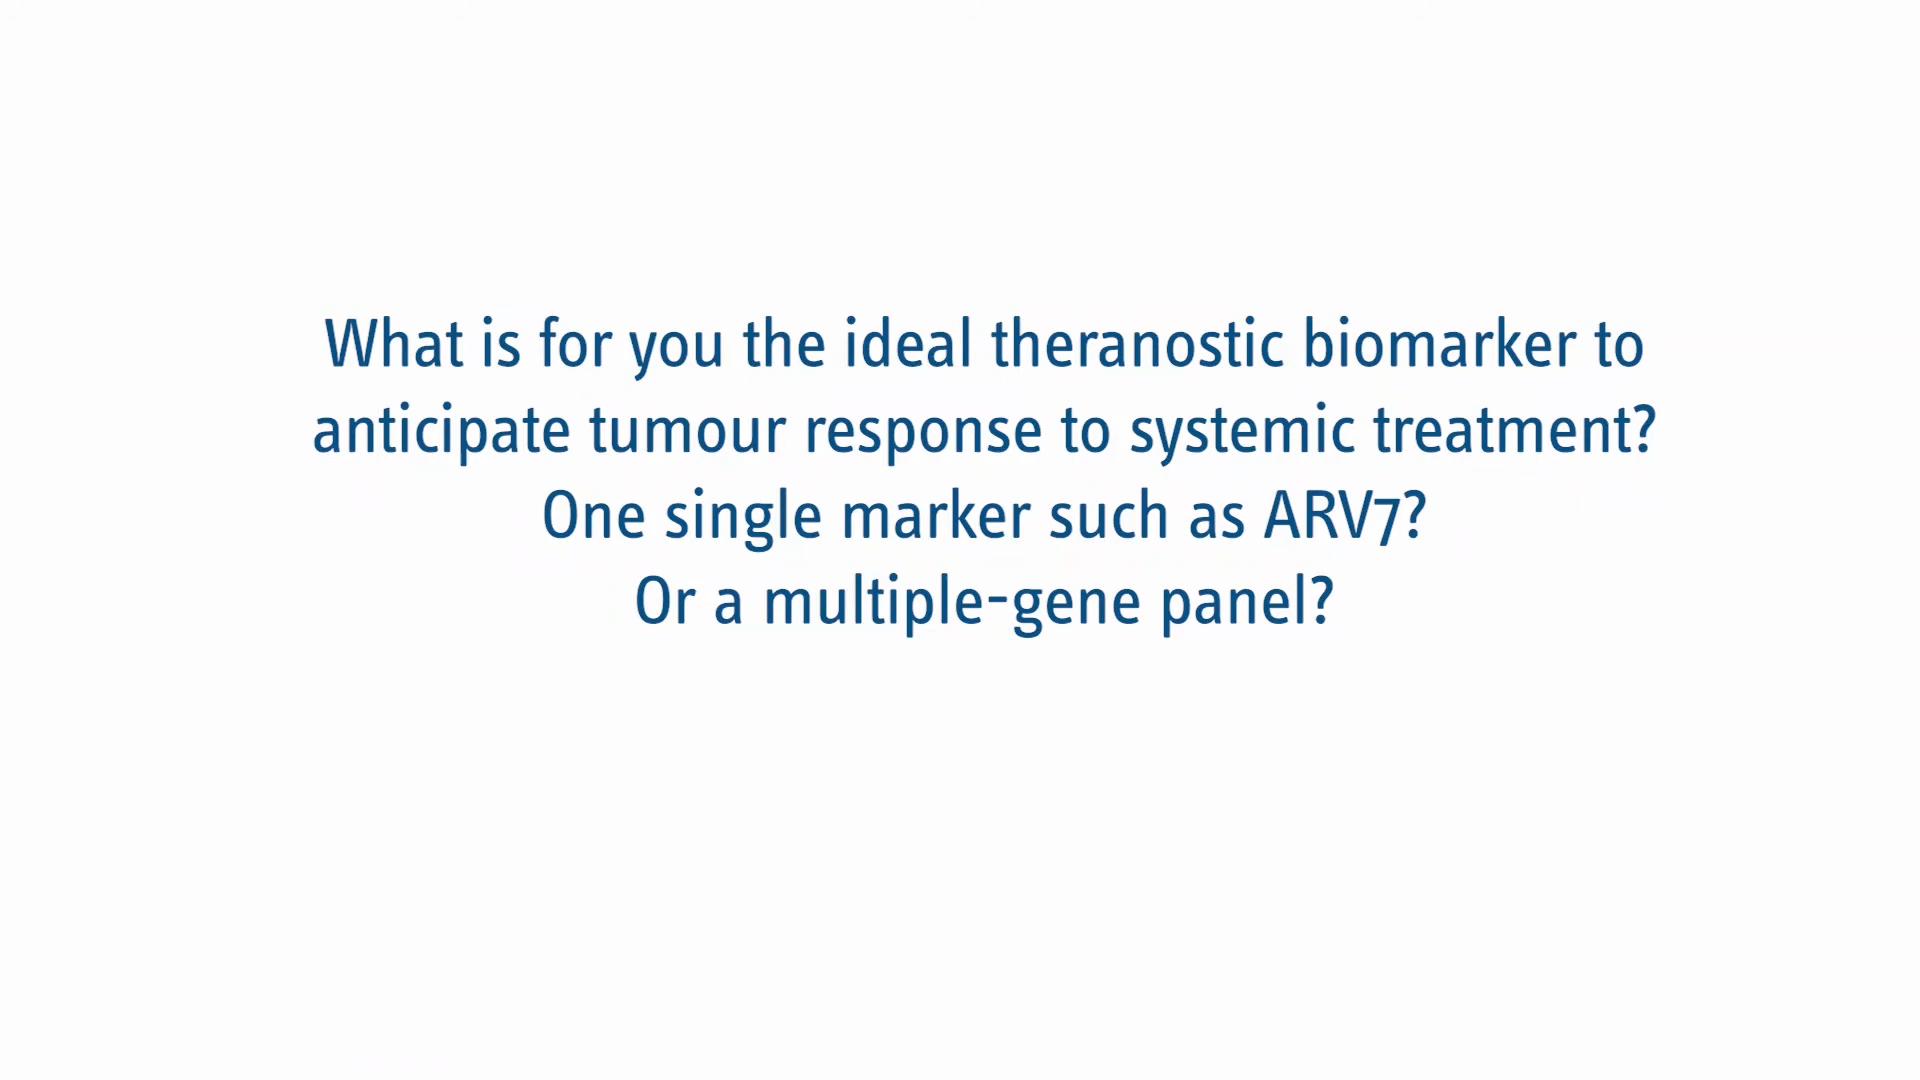 What is for you the ideal theranostic biomarker to
anticipate tumour response to systemic treatment?
One single marker such as ARV7?
Or a multiple-gene panel?